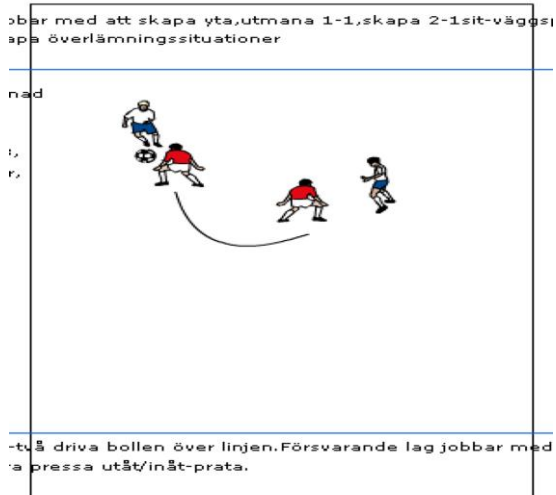 bbar med att skapa yta,utmana 1-1,skapa 2-1sit-väggsp
apa överlämningssituationer
nad
,
r,
-två driva bollen över linjen.Försvarande lag jobbar med
a pressa utåt/inåt-prata.